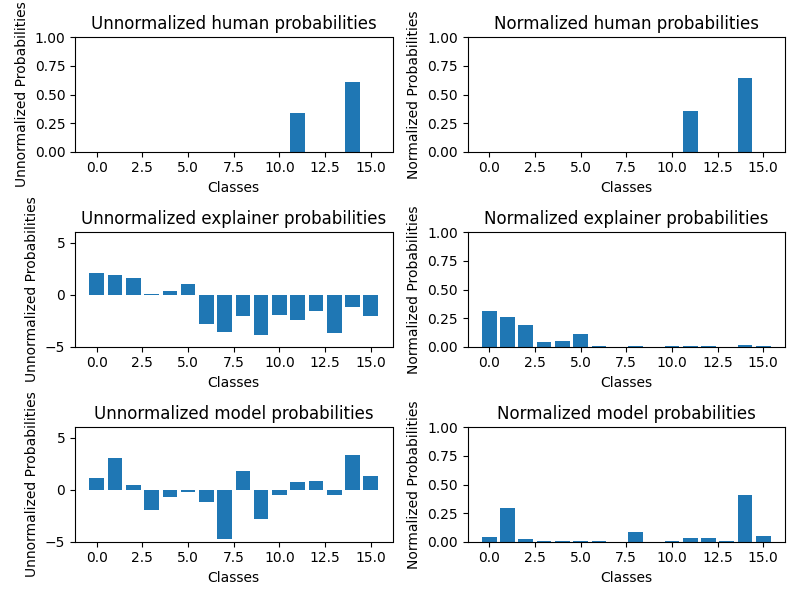 Unnormalized human probabilities
Unnormalized Probabilities
1.00
0.75
0.50
0.25
0.00
0.0 2.5 5.0 7.5 10.0 12.5 15.0
Classes
Normalized human probabilities
Normalized Probabilities
1.00
0.75
0.50
0.25
0.00
0.0 2.5 5.0 7.5 10.0 12.5 15.0
Classes
Unnormalized explainer probabilities
Unnormalized Probabilities
5
0
−5
0.0 2.5 5.0 7.5 10.0 12.5 15.0
Classes
Normalized explainer probabilities
Normalized Probabilities
1.00
0.75
0.50
0.25
0.00
0.0 2.5 5.0 7.5 10.0 12.5 15.0
Classes
Unnormalized model probabilities
Unnormalized Probabilities
5
0
−5
0.0 2.5 5.0 7.5 10.0 12.5 15.0
Classes
Normalized model probabilities
Normalized Probabilities
1.00
0.75
0.50
0.25
0.00
0.0 2.5 5.0 7.5 10.0 12.5 15.0
Classes